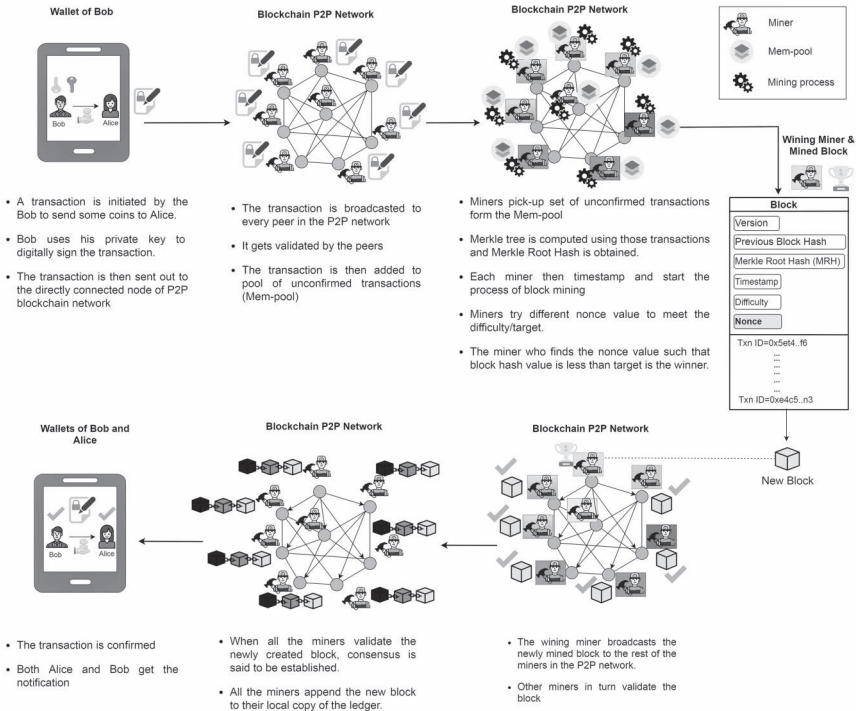 Wallet of Bob
Bob
Alice
• A transaction is initiated by the
Bob to send some coins to Alice.
• Bob uses his private key to
digitally sign the transaction.
• The transaction is then sent out to
the directly connected node of P2P
blockchain network
Blockchain P2P Network
• The transaction is broadcasted to
every peer in the P2P network
• It gets validated by the peers
• The transaction is then added to
pool of unconfirmed transactions
(Mem-pool)
Blockchain P2P Network
• Miners pick-up set of unconfirmed transactions
form the Mem-pool
• Merkle tree is computed using those transactions
and Merkle Root Hash is obtained.
• Each miner then timestamp and start the
process of block mining
• Miners try different nonce value to meet the
difficulty/target.
• The miner who finds the nonce value such that
block hash value is less than target is the winner.
Miner
Mem-pool
Mining process
Wining Miner &
Mined Block
Block
Version
Previous Block Hash
Merkle Root Hash (MRH)
Timestamp
Difficulty
Nonce
Txn ID=0x5et4..f6
...
...
...
...
...
Txn ID=0xe4c5..n3
New Block
Blockchain P2P Network
• The wining miner broadcasts the
newly mined block to the rest of the
miners in the P2P network.
• Other miners in turn validate the
block
Blockchain P2P Network
• When all the miners validate the
newly created block, consensus is
said to be established.
• All the miners append the new block
to their local copy of the ledger.
Wallets of Bob and
Alice
Bob
Alice
• The transaction is confirmed
• Both Alice and Bob get the
notification